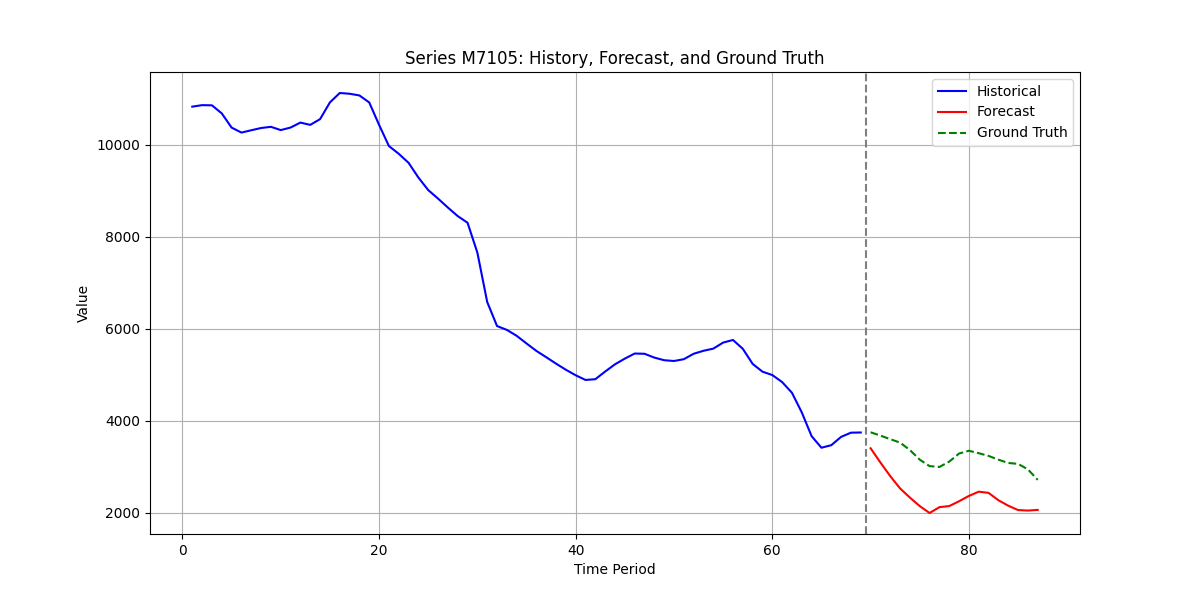 Series M7105: History, Forecast, and Ground Truth
Historical
Forecast
Ground Truth
10000
8000
6000
4000
2000
Value
0
20
40
60
80
Time Period